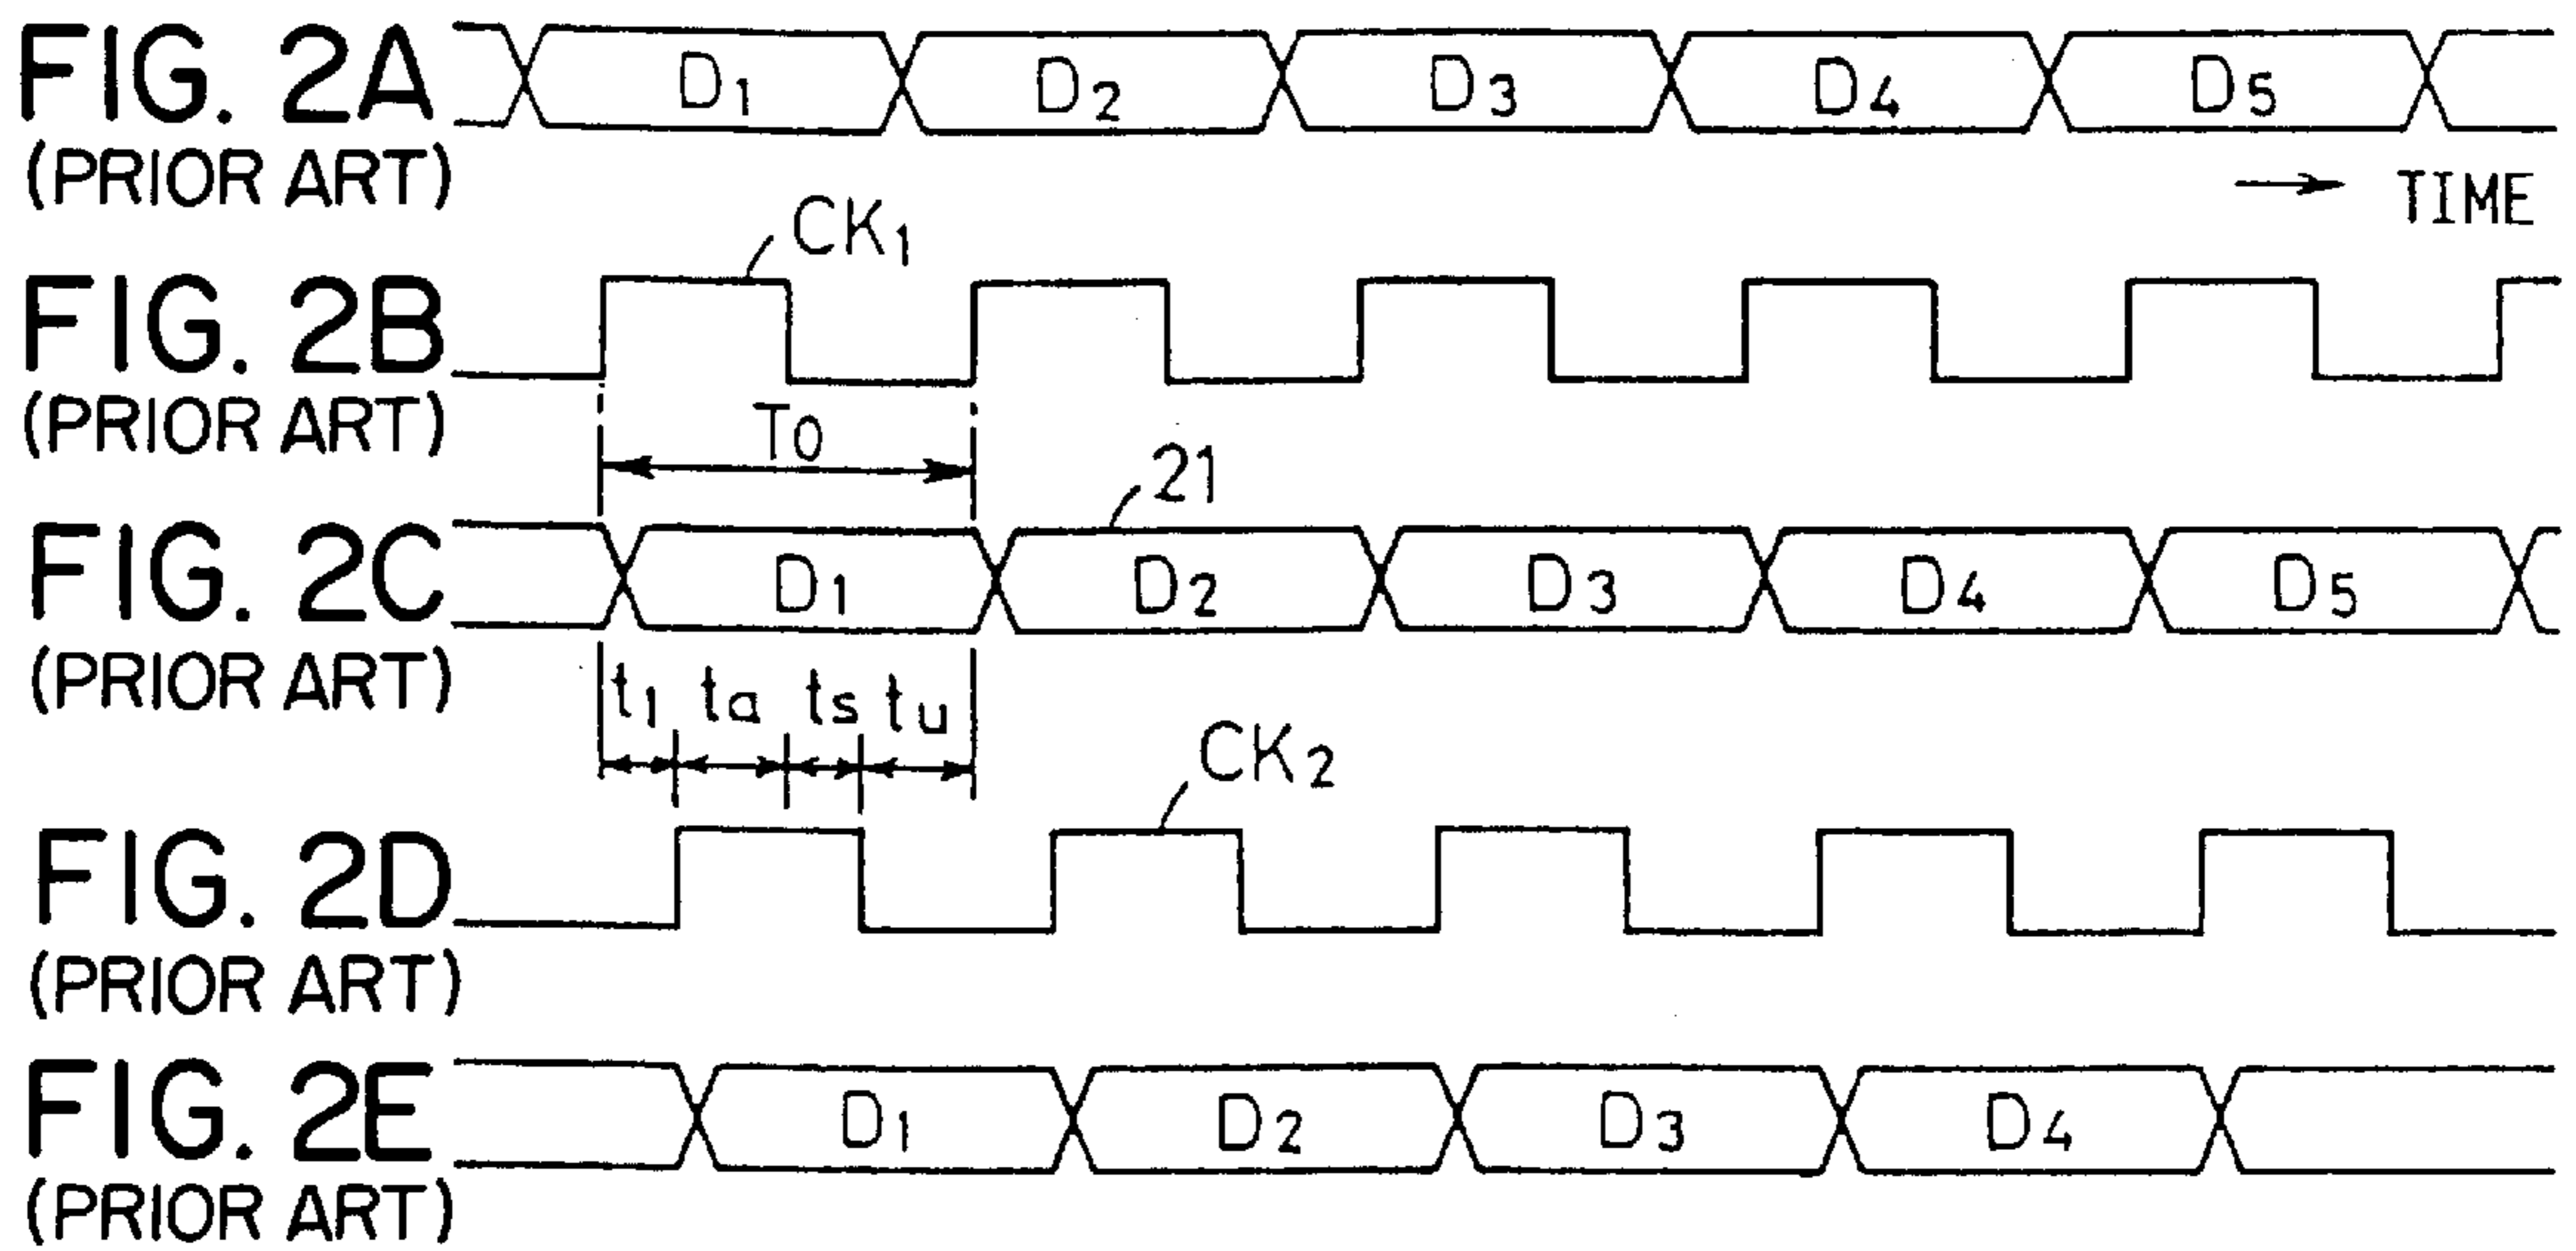 FIG. 2A D1 D2 D3 D4 D5
(PRIOR ART)
TIME
CK1
FIG. 2B
(PRIOR ART)
T0
21
FIG. 2C D1 D2 D3 D4 D5
(PRIOR ART)
t1 ta ts tu
CK2
FIG. 2D
(PRIOR ART)
FIG. 2E D1 D2 D3 D4
(PRIOR ART)